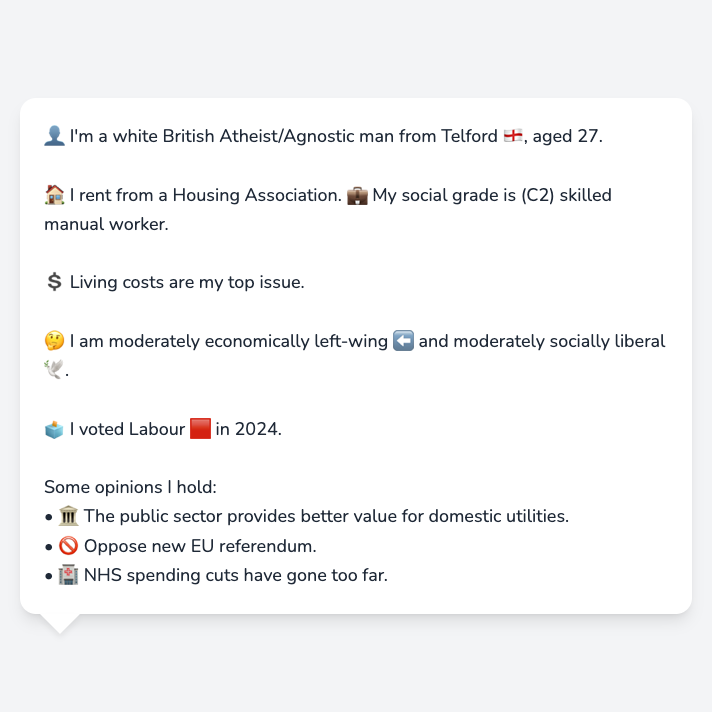 👤 I'm a white British Atheist/Agnostic man from Telford 🏴󠁧󠁢󠁥󠁮󠁧󠁿, aged 27.
🏠 I rent from a Housing Association. 💼 My social grade is (C2) skilled
manual worker.
💲 Living costs are my top issue.
🤔 I am moderately economically left-wing ⬅️ and moderately socially liberal
🕊️.
🗳️ I voted Labour 🟥 in 2024.
Some opinions I hold:
• 🏛️ The public sector provides better value for domestic utilities.
• 🚫 Oppose new EU referendum.
• 🏥 NHS spending cuts have gone too far.